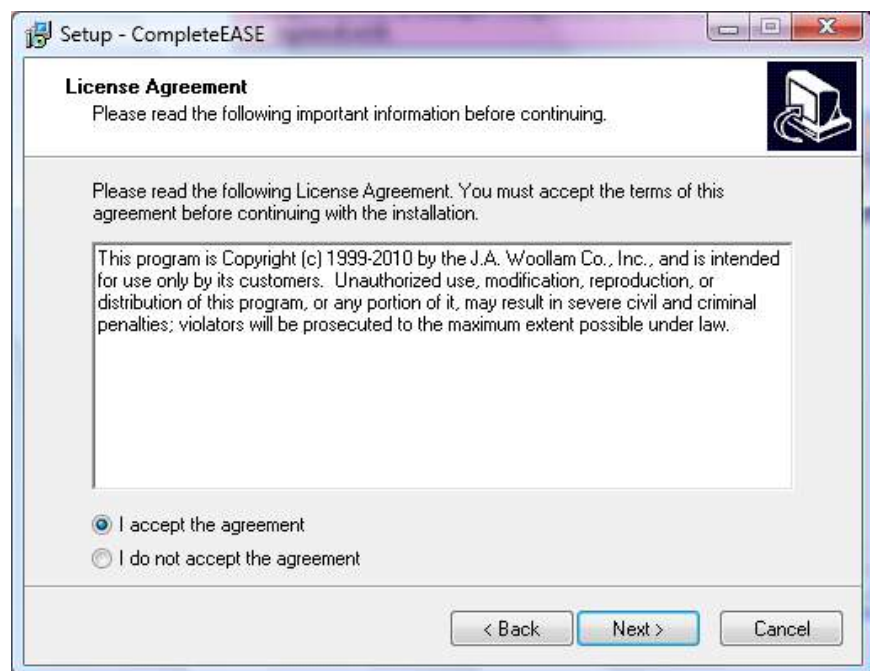 Setup - CompleteEASE
License Agreement
Please read the following important information before continuing.
Please read the following License Agreement. You must accept the terms of this
agreement before continuing with the installation.
This program is Copyright (c) 1999-2010 by the J.A. Woollam Co., Inc., and is intended
for use only by its customers.  Unauthorized use, modification, reproduction, or
distribution of this program, or any portion of it, may result in severe civil and criminal
penalties; violators will be prosecuted to the maximum extent possible under law.
I accept the agreement
I do not accept the agreement
< Back   Next >   Cancel